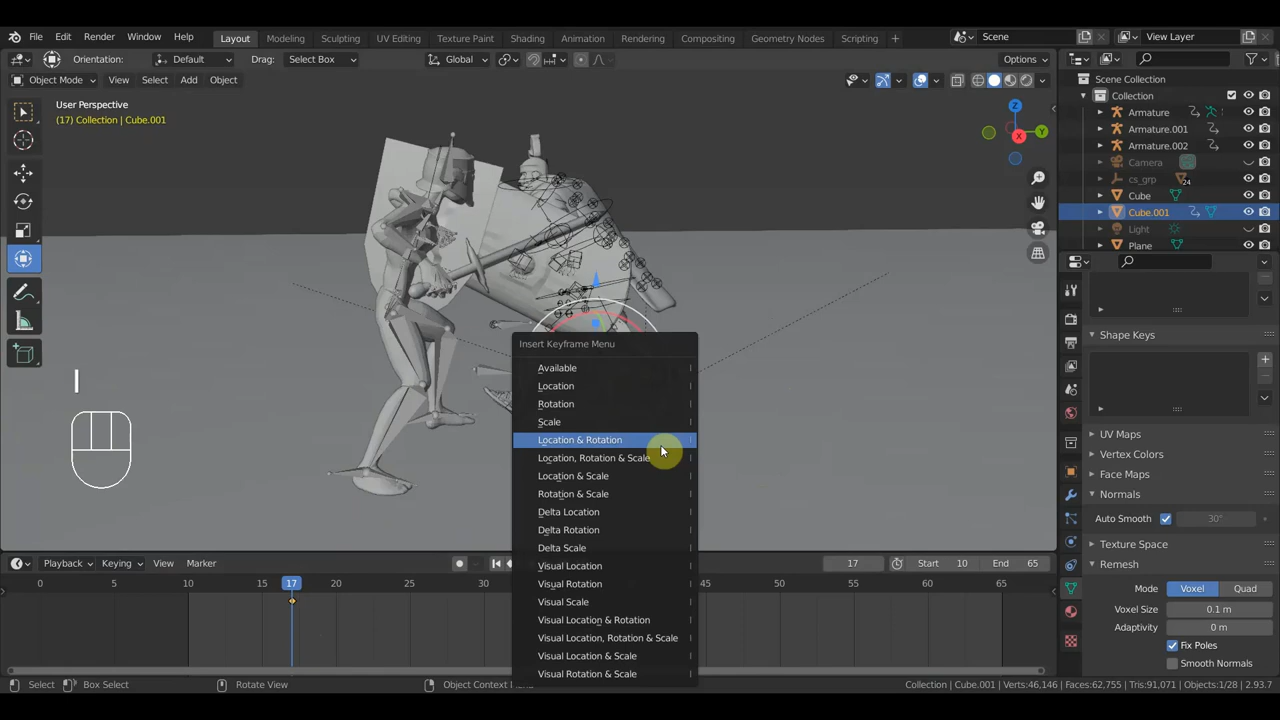 File Edit Render Window Help Layout Modeling Sculpting UV Editing Texture Paint Shading Animation Rendering Compositing Geometry Nodes Scripting + Scene View Layer
Orientation: Default Drag: Select Box Global Options
Object Mode View Select Add Object
User Perspective
(17) Collection | Cube.001
Z
Y
X
Scene Collection
Collection
Armature
Armature.001
Armature.002
Camera
cs_grp 24
Cube
Cube.001
Light
Plane
I
Insert Keyframe Menu
Available I
Location I
Rotation I
Scale I
Location & Rotation I
Location, Rotation & Scale I
Location & Scale I
Rotation & Scale I
Delta Location I
Delta Rotation I
Delta Scale I
Visual Location I
Visual Rotation I
Visual Scale I
Visual Location & Rotation I
Visual Location, Rotation & Scale I
Visual Location & Scale I
Visual Rotation & Scale I
Shape Keys
UV Maps
Vertex Colors
Face Maps
Normals
Auto Smooth 30°
Texture Space
Remesh
Mode Voxel Quad
Voxel Size 0.1 m
Adaptivity 0 m
Fix Poles
Smooth Normals
Playback Keying View Marker 17 Start 10 End 65
0 5 10 15 17 20 25 30 45 50 55 60 65
Select Box Select Rotate View Object Context Collection | Cube.001 | Verts:46,146 | Faces:62,755 | Tris:91,071 | Objects:1/28 | 2.93.7